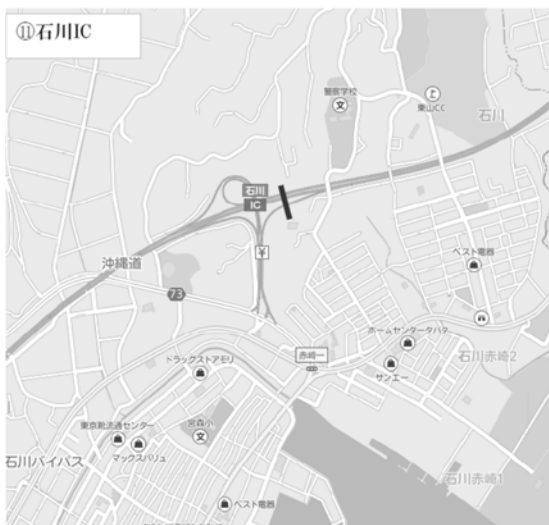 ⑪石川IC
警察学校
東山CC
石川
石川
IC
沖縄道
ベスト電器
73
ホームセンタータバタ
赤崎一
石川赤崎2
ドラッグストアモリ
サンエー
東京靴流通センター
宮森小
マックスバリュ
石川バイパス
石川赤崎1
ベスト電器